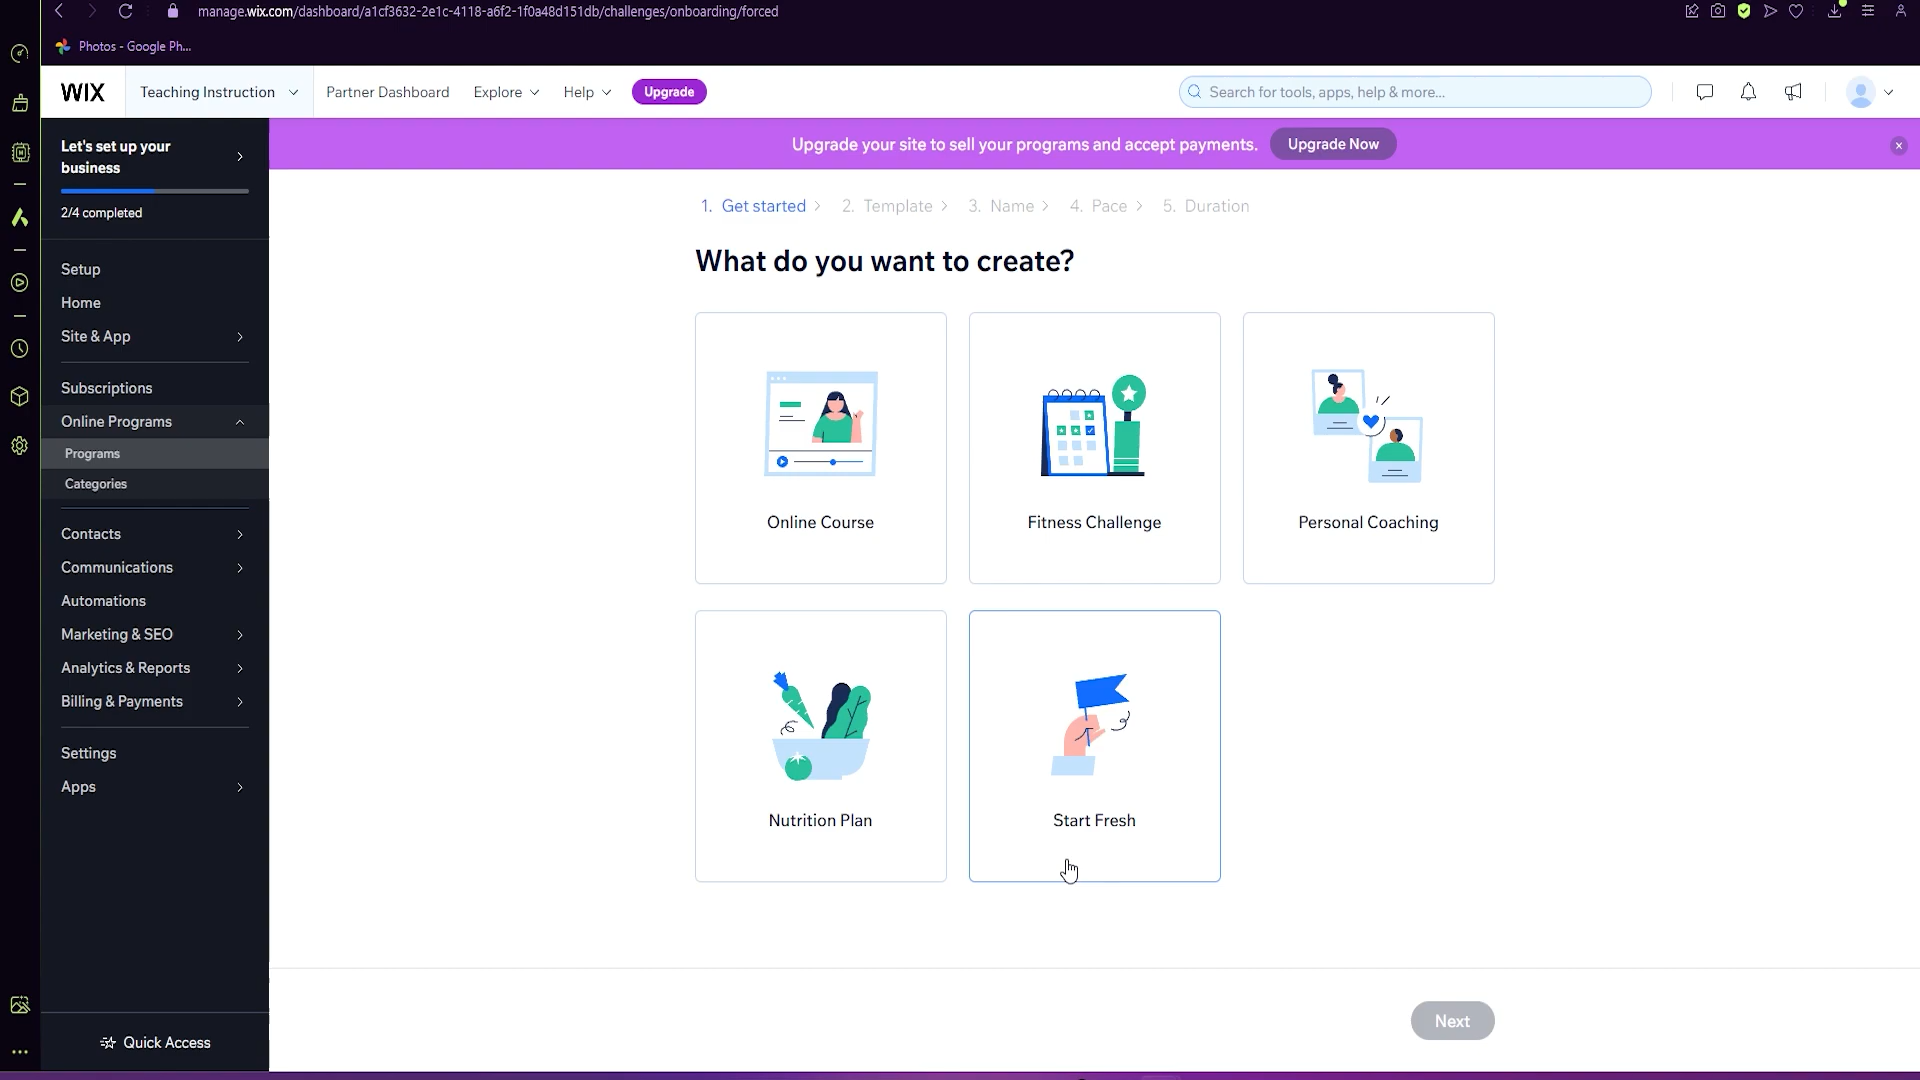 manage.wix.com/dashboard/a1cf3632-2e1c-4118-a6f2-1f0a48d151db/challenges/onboarding/forced
Photos - Google Ph...
WIX
Teaching Instruction
Partner Dashboard
Explore
Help
Upgrade
Search for tools, apps, help & more...
Let's set up your
business
2/4 completed
Upgrade your site to sell your programs and accept payments.
Upgrade Now
Setup
Home
Site & App
Subscriptions
Online Programs
Programs
Categories
Contacts
Communications
Automations
Marketing & SEO
Analytics & Reports
Billing & Payments
Settings
Apps
Quick Access
1. Get started > 2. Template > 3. Name > 4. Pace > 5. Duration
What do you want to create?
Online Course
Fitness Challenge
Personal Coaching
Nutrition Plan
Start Fresh
Next